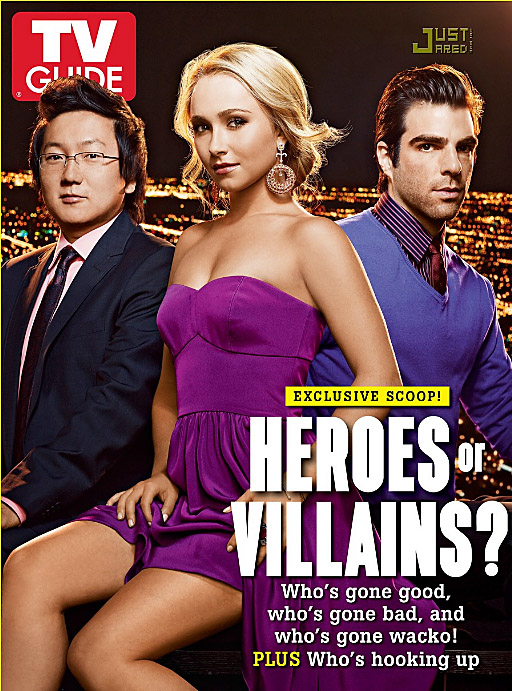 TV
GUIDE
JUST
JARED
EXCLUSIVE SCOOP!
HEROES or
VILLAINS?
Who's gone good,
who's gone bad, and
who's gone wacko!
PLUS Who's hooking up